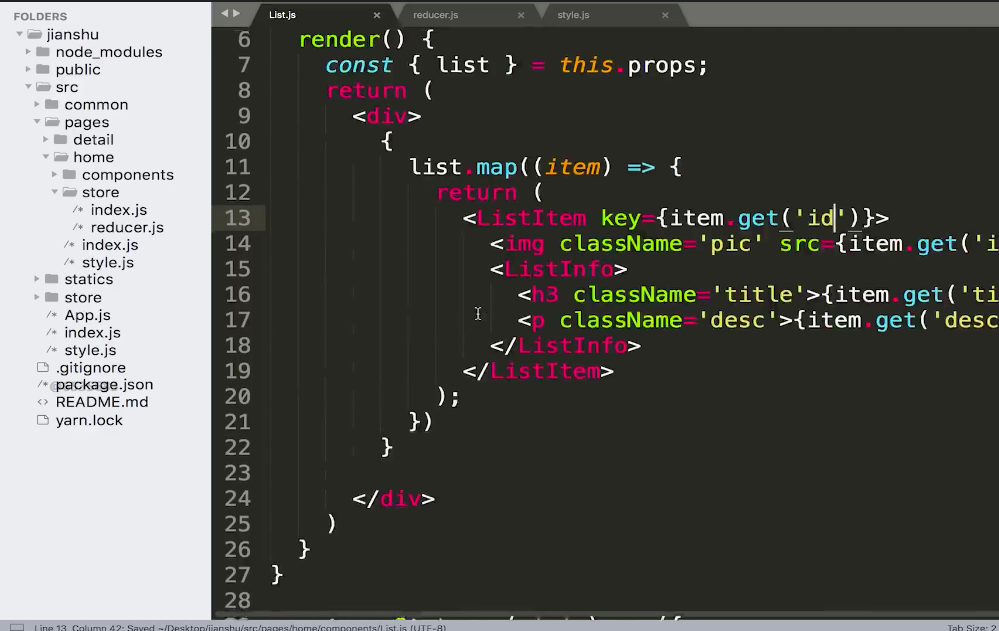 FOLDERS
jianshu
node_modules
public
src
common
pages
detail
home
components
store
index.js
reducer.js
index.js
style.js
statics
store
App.js
index.js
style.js
.gitignore
package.json
README.md
yarn.lock
List.js
reducer.js
style.js
6 render() {
7 const { list } = this.props;
8 return (
9 <div>
10 {
11 list.map((item) => {
12 return (
13 <ListItem key={item.get('id')}>
14 <img className='pic' src={item.get('i
15 <ListInfo>
16 <h3 className='title'>{item.get('ti
17 <p className='desc'>{item.get('desc
18 </ListInfo>
19 </ListItem>
20 );
21 })
22 }
23
24 </div>
25 )
26 }
27 }
28
Line 13, Column 42; Saved ~/Desktop/jianshu/src/pages/home/components/List.js (UTF-8)
Tab Size: 2